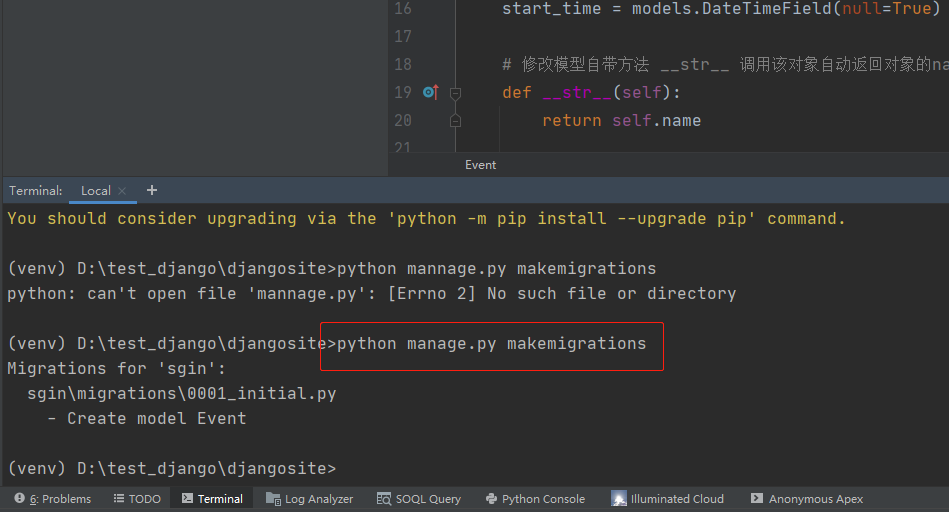 16 start_time = models.DateTimeField(null=True)
17
18 # 修改模型自带方法 __str__ 调用该对象自动返回对象的na
19 def __str__(self):
20 return self.name
21
Event
Terminal: Local × +
You should consider upgrading via the 'python -m pip install --upgrade pip' command.
(venv) D:\test_django\djangosite>python mannage.py makemigrations
python: can't open file 'mannage.py': [Errno 2] No such file or directory
(venv) D:\test_django\djangosite>python manage.py makemigrations
Migrations for 'sgin':
sgin\migrations\0001_initial.py
- Create model Event
(venv) D:\test_django\djangosite>
6: Problems TODO Terminal Log Analyzer SOQL Query Python Console Illuminated Cloud Anonymous Apex